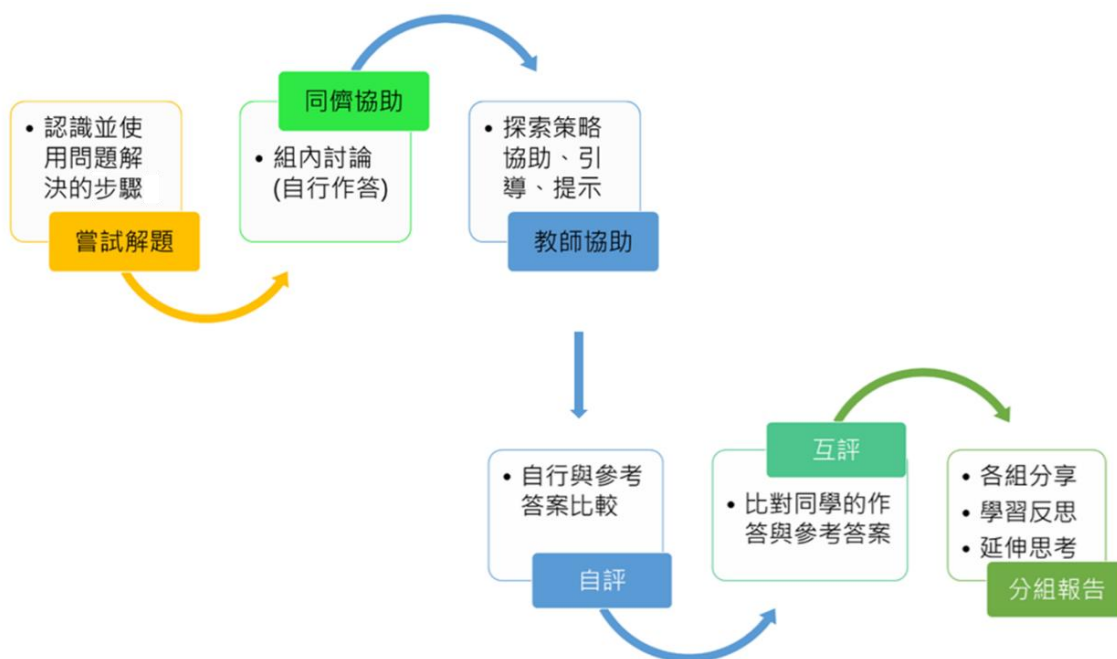 • 認識並使
用問題解
決的步驟
嘗試解題
同儕協助
• 組內討論
(自行作答)
• 探索策略
協助、引
導、提示
教師協助
• 自行與參考
答案比較
自評
互評
• 比對同學的作
答與參考答案
• 各組分享
• 學習反思
• 延伸思考
分組報告